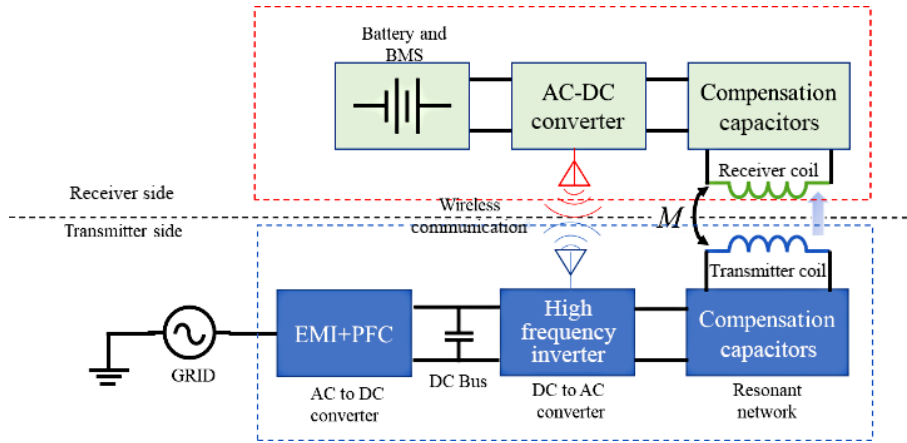 Battery and
BMS
AC-DC
converter
Compensation
capacitors
Receiver coil
Receiver side
Wireless
communication
M
Transmitter side
Transmitter coil
EMI+PFC
High
frequency
inverter
Compensation
capacitors
GRID
DC Bus
AC to DC
converter
DC to AC
converter
Resonant
network